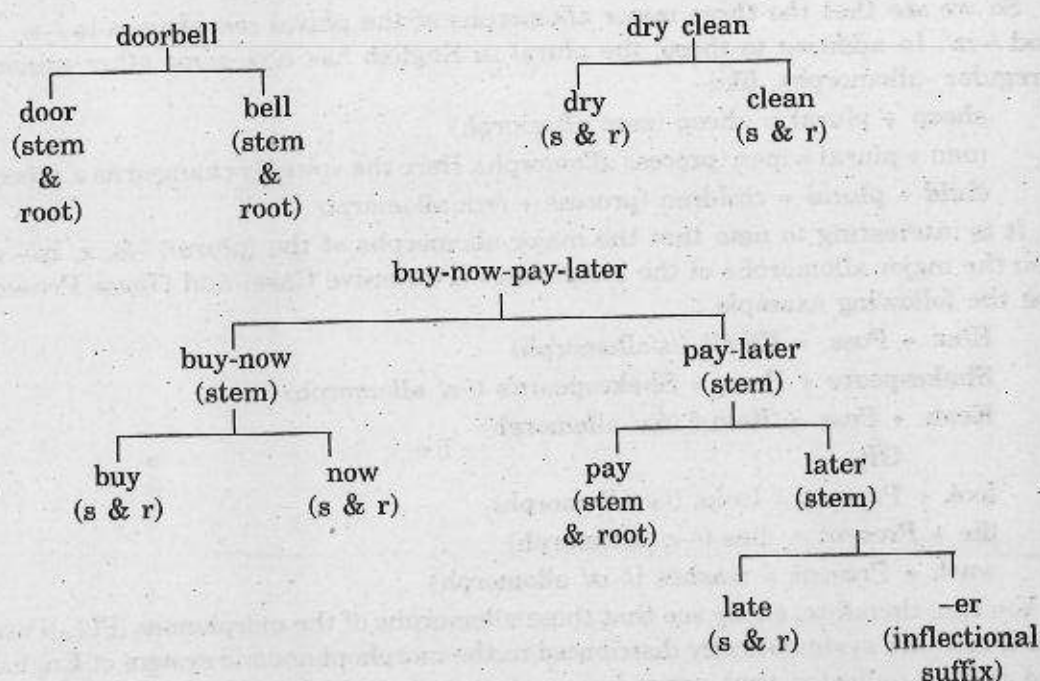 doorbell
dry clean
door
(stem
&
root)
bell
(stem
&
root)
dry
(s & r)
clean
(s & r)
buy-now-pay-later
buy-now
(stem)
pay-later
(stem)
buy
(s & r)
now
(s & r)
pay
(stem
& root)
later
(stem)
late
(s & r)
–er
(inflectional
suffix)